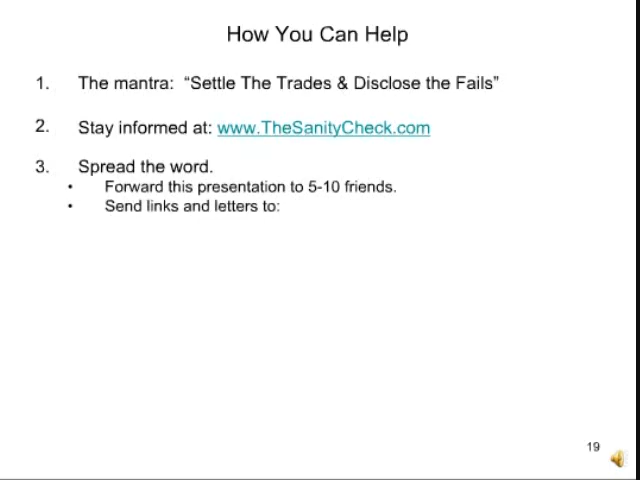 How You Can Help
1. The mantra: “Settle The Trades & Disclose the Fails”
2. Stay informed at: www.TheSanityCheck.com
3. Spread the word.
• Forward this presentation to 5-10 friends.
• Send links and letters to:
19